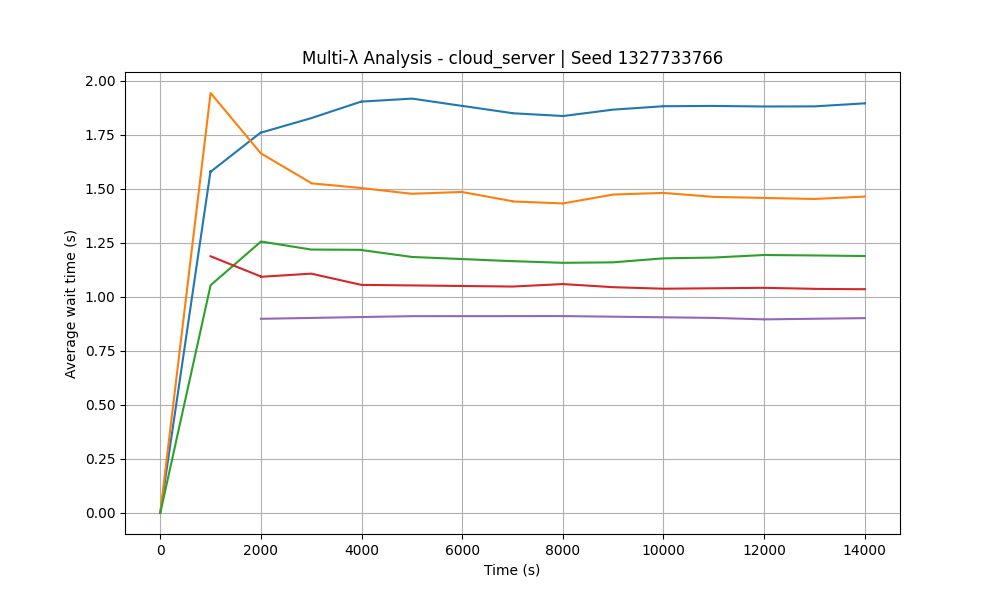 Multi-λ Analysis - cloud_server | Seed 1327733766
2.00
1.75
1.50
1.25
1.00
0.75
0.50
0.25
0.00
Average wait time (s)
0 2000 4000 6000 8000 10000 12000 14000
Time (s)